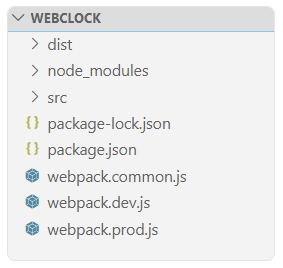 WEBCLOCK
dist
node_modules
src
package-lock.json
package.json
webpack.common.js
webpack.dev.js
webpack.prod.js